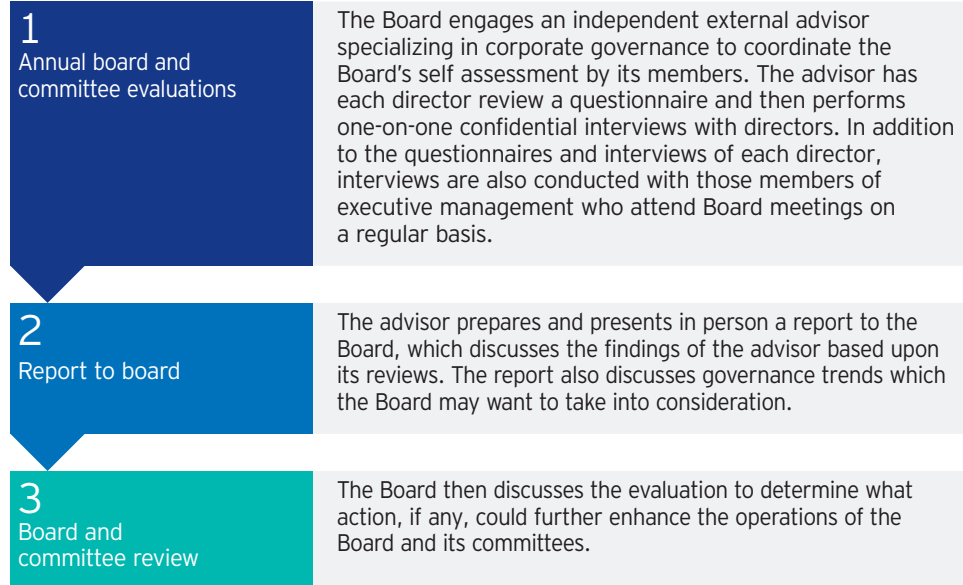 1
Annual board and
committee evaluations
The Board engages an independent external advisor
specializing in corporate governance to coordinate the
Board's self assessment by its members. The advisor has
each director review a questionnaire and then performs
one-on-one confidential interviews with directors. In addition
to the questionnaires and interviews of each director,
interviews are also conducted with those members of
executive management who attend Board meetings on
a regular basis.
2
Report to board
The advisor prepares and presents in person a report to the
Board, which discusses the findings of the advisor based upon
its reviews. The report also discusses governance trends which
the Board may want to take into consideration.
3
Board and
committee review
The Board then discusses the evaluation to determine what
action, if any, could further enhance the operations of the
Board and its committees.